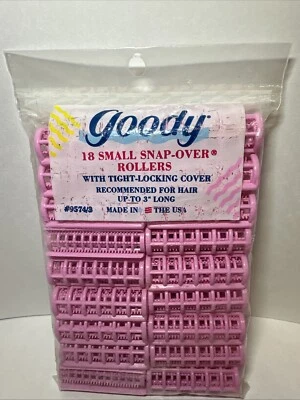 goody
18 SMALL SNAP-OVER®
ROLLERS
WITH TIGHT-LOCKING COVER
RECOMMENDED FOR HAIR
UP TO 3" LONG
#9574/3 MADE IN THE USA